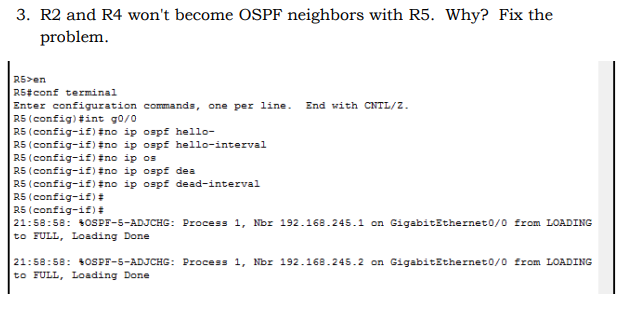 3. R2 and R4 won't become OSPF neighbors with R5. Why? Fix the
problem.
R5>en
R5#conf terminal
Enter configuration commands, one per line. End with CNTL/Z.
R5(config)#int g0/0
R5(config-if)#no ip ospf hello-
R5(config-if)#no ip ospf hello-interval
R5(config-if)#no ip os
R5(config-if)#no ip ospf dea
R5(config-if)#no ip ospf dead-interval
R5(config-if)#
R5(config-if)#
21:58:58: %OSPF-5-ADJCHG: Process 1, Nbr 192.168.245.1 on GigabitEthernet0/0 from LOADING
to FULL, Loading Done
21:58:58: %OSPF-5-ADJCHG: Process 1, Nbr 192.168.245.2 on GigabitEthernet0/0 from LOADING
to FULL, Loading Done